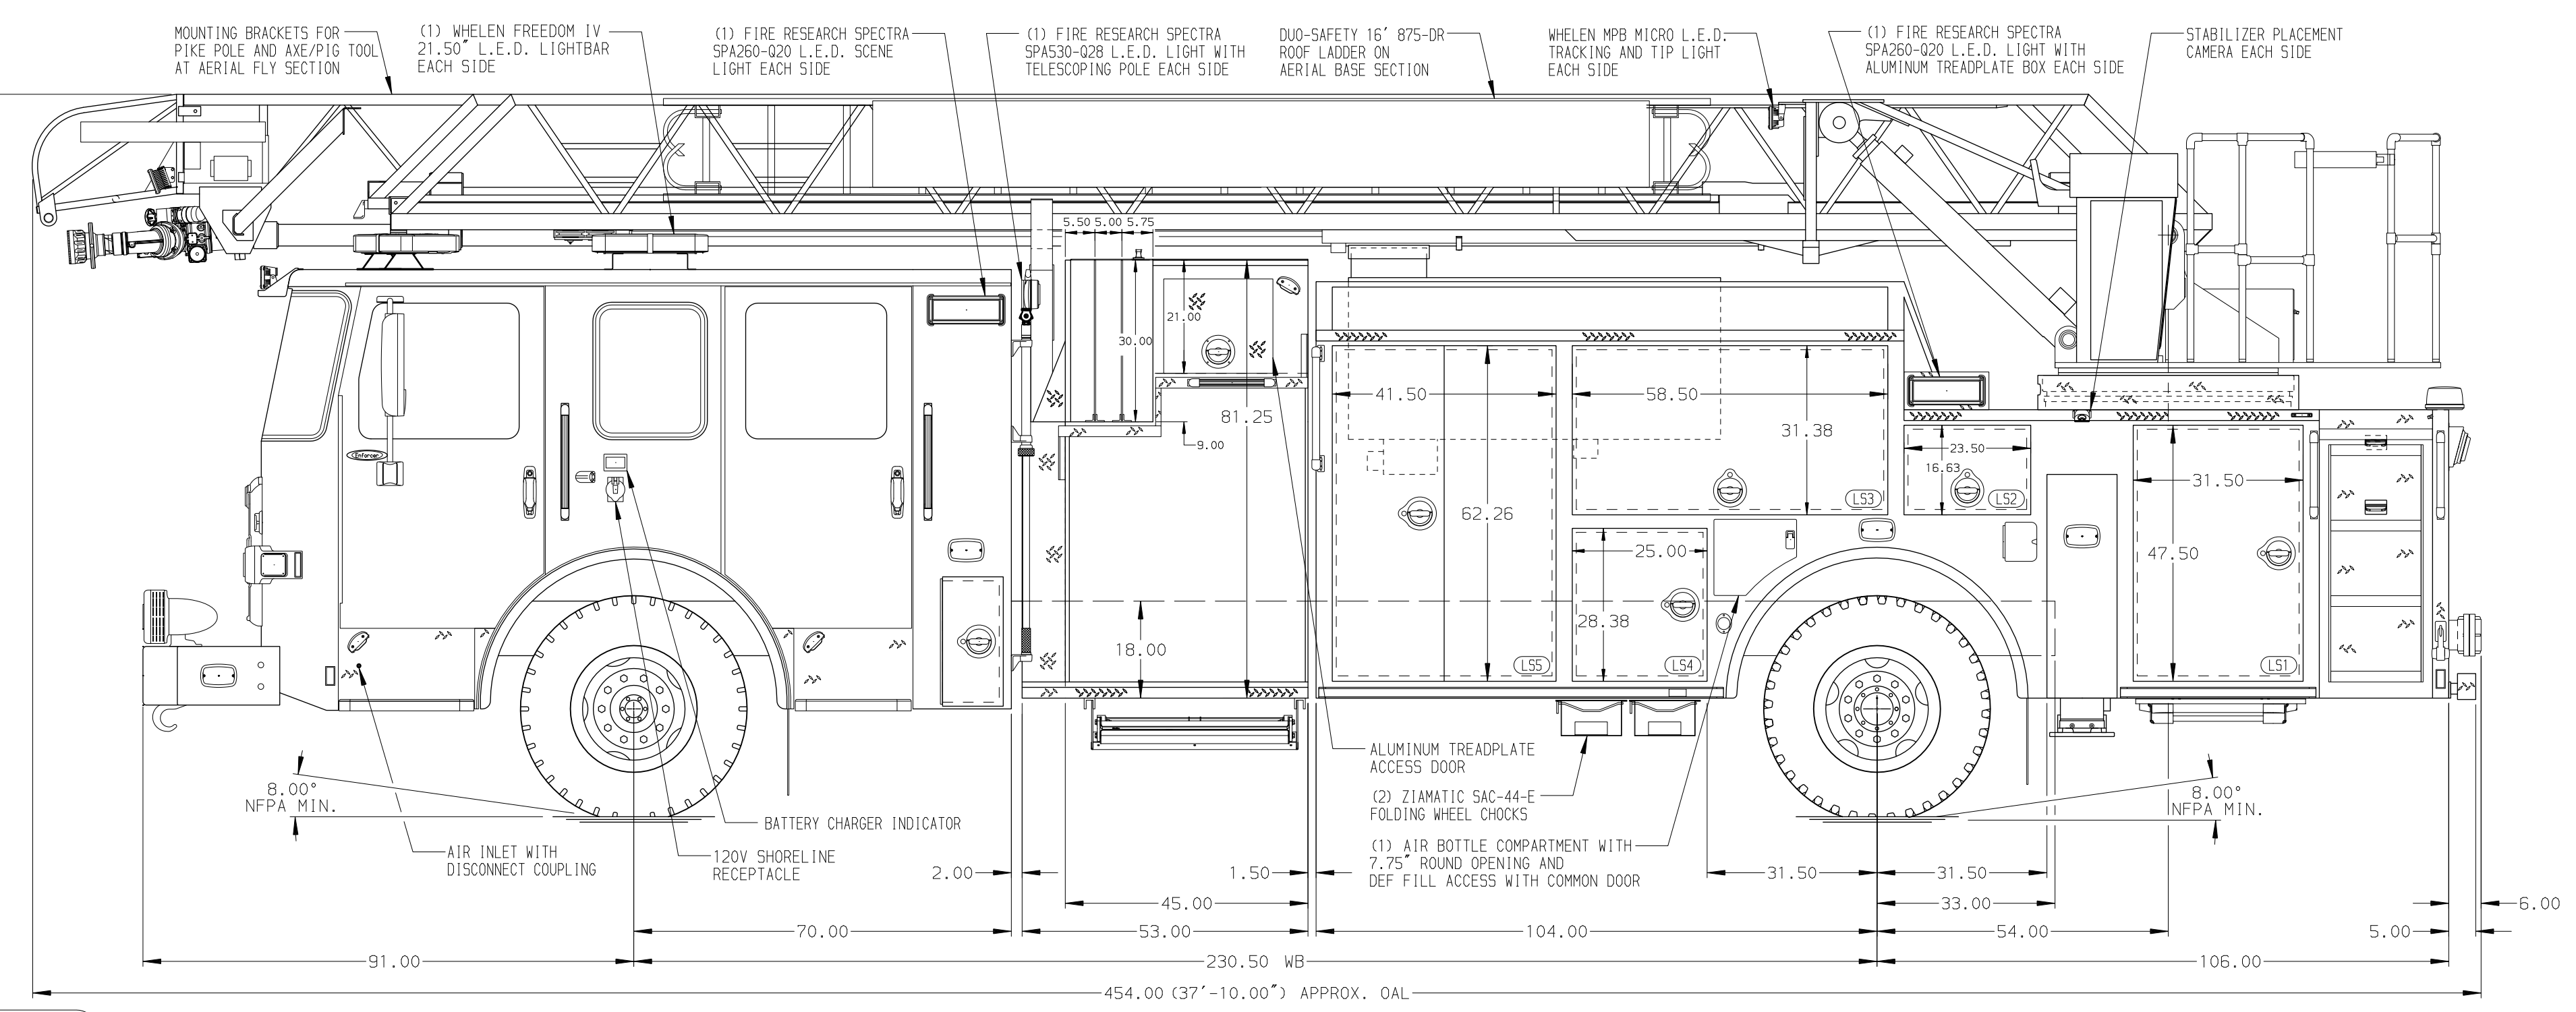 MOUNTING BRACKETS FOR
PIKE POLE AND AXE/PIG TOOL
AT AERIAL FLY SECTION
(1) WHELEN FREEDOM IV
21.50" L.E.D. LIGHTBAR
EACH SIDE
(1) FIRE RESEARCH SPECTRA
SPA260-Q20 L.E.D. SCENE
LIGHT EACH SIDE
(1) FIRE RESEARCH SPECTRA
SPA530-Q28 L.E.D. LIGHT WITH
TELESCOPING POLE EACH SIDE
DUO-SAFETY 16' 875-DR
ROOF LADDER ON
AERIAL BASE SECTION
WHELEN MPB MICRO L.E.D.
TRACKING AND TIP LIGHT
EACH SIDE
(1) FIRE RESEARCH SPECTRA
SPA260-Q20 L.E.D. LIGHT WITH
ALUMINUM TREADPLATE BOX EACH SIDE
STABILIZER PLACEMENT
CAMERA EACH SIDE
5.50 5.00 5.75
21.00
30.00
81.25
9.00
41.50
58.50
31.38
23.50
16.63
31.50
Enforcer
LS3
LS2
62.26
47.50
25.00
28.38
18.00
LS5
LS4
LS1
8.00°
NFPA MIN.
8.00°
NFPA MIN.
ALUMINUM TREADPLATE
ACCESS DOOR
(2) ZIAMATIC SAC-44-E
FOLDING WHEEL CHOCKS
BATTERY CHARGER INDICATOR
AIR INLET WITH
DISCONNECT COUPLING
120V SHORELINE
RECEPTACLE
(1) AIR BOTTLE COMPARTMENT WITH
7.75" ROUND OPENING AND
DEF FILL ACCESS WITH COMMON DOOR
2.00
1.50
31.50
31.50
45.00
33.00
6.00
70.00
53.00
104.00
54.00
5.00
91.00
230.50 WB
106.00
454.00 (37'-10.00") APPROX. OAL